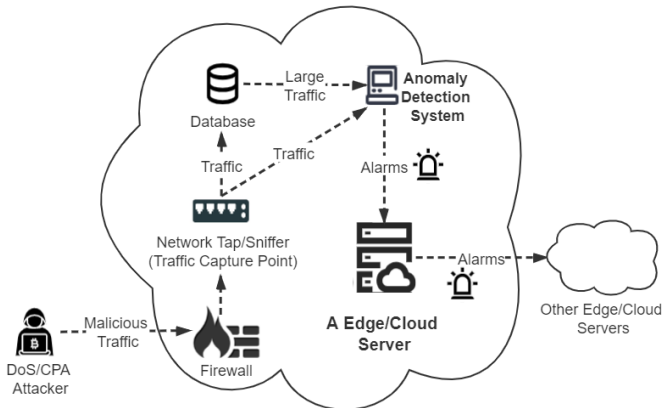 Large
Traffic
Anomaly
Detection
System
Database
Traffic
Traffic
Alarms
Network Tap/Sniffer
(Traffic Capture Point)
Alarms
Other Edge/Cloud
Servers
A Edge/Cloud
Server
Malicious
Traffic
Firewall
DoS/CPA
Attacker